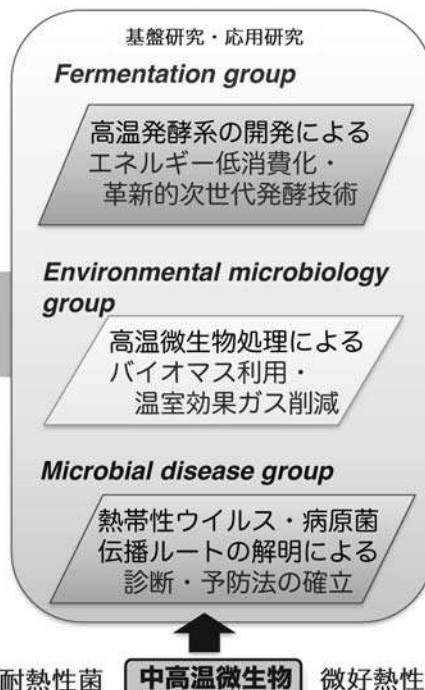 基盤研究・応用研究
Fermentation group
高温発酵系の開発による
エネルギー低消費化・
革新的次世代発酵技術
Environmental microbiology
group
高温微生物処理による
バイオマス利用・
温室効果ガス削減
Microbial disease group
熱帯性ウイルス・病原菌
伝播ルートの解明による
診断・予防法の確立
耐熱性菌 中高温微生物 微好熱性